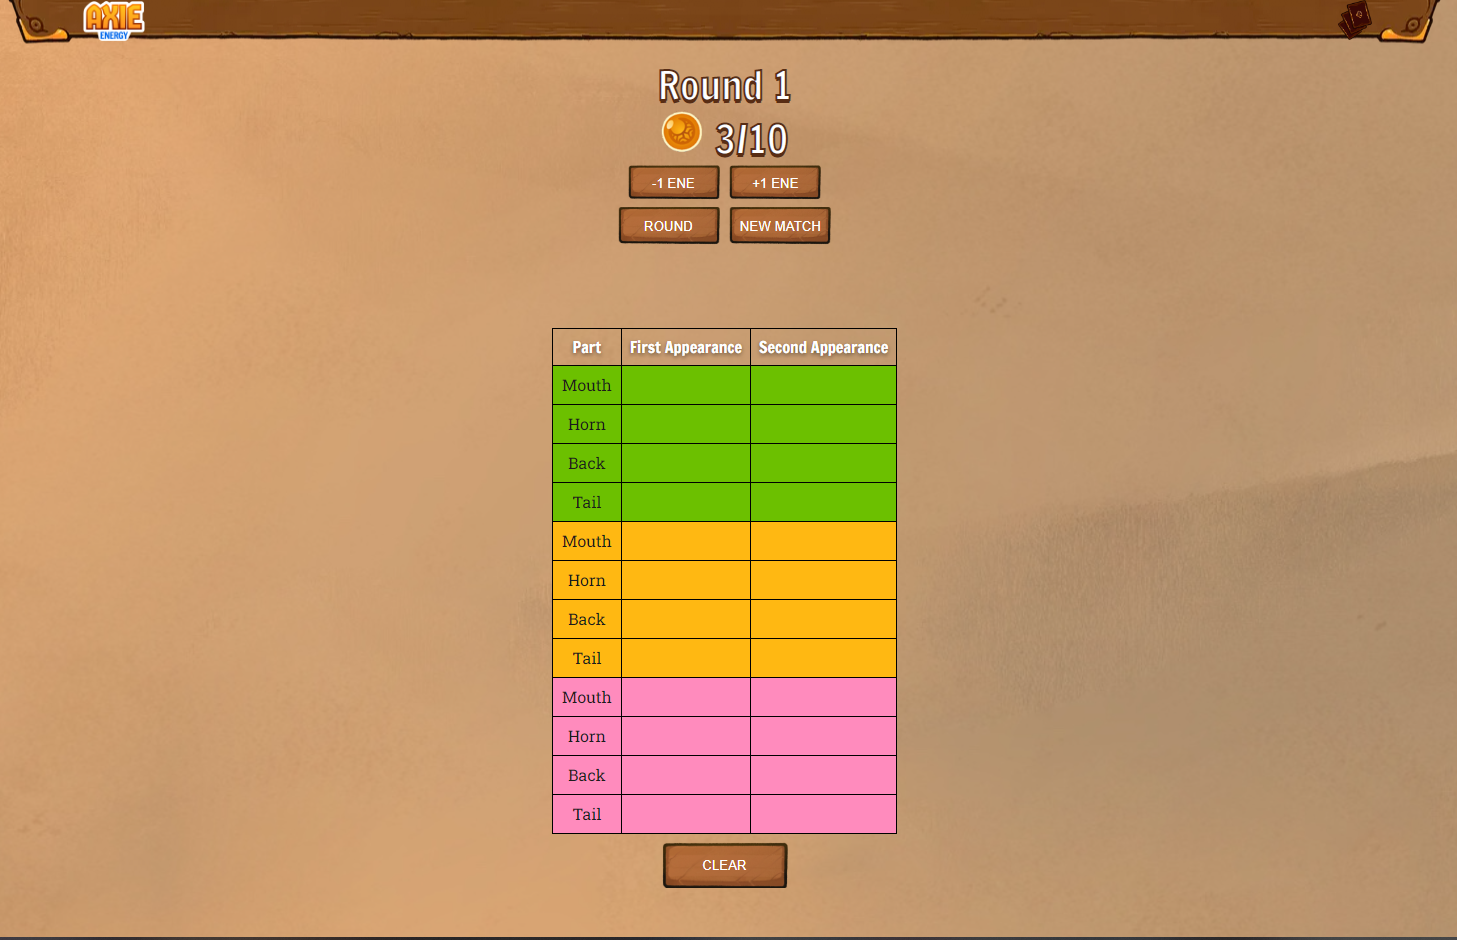 AXIE
ENERGY
Round 1
3/10
-1 ENE +1 ENE
ROUND NEW MATCH
Part First Appearance Second Appearance
Mouth
Horn
Back
Tail
Mouth
Horn
Back
Tail
Mouth
Horn
Back
Tail
CLEAR